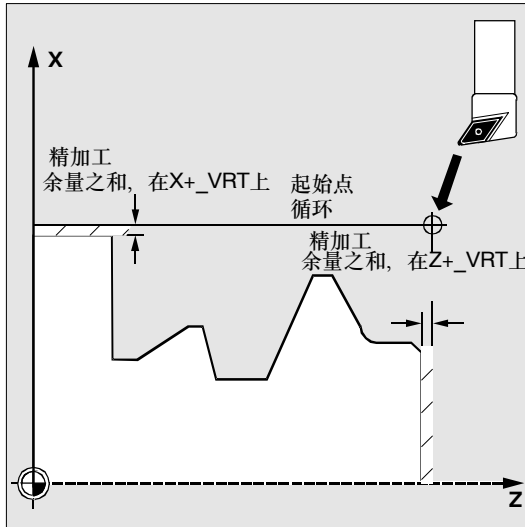 X
精加工
余量之和, 在X+_VRT上
起始点
循环
精加工
余量之和, 在Z+_VRT上
Z